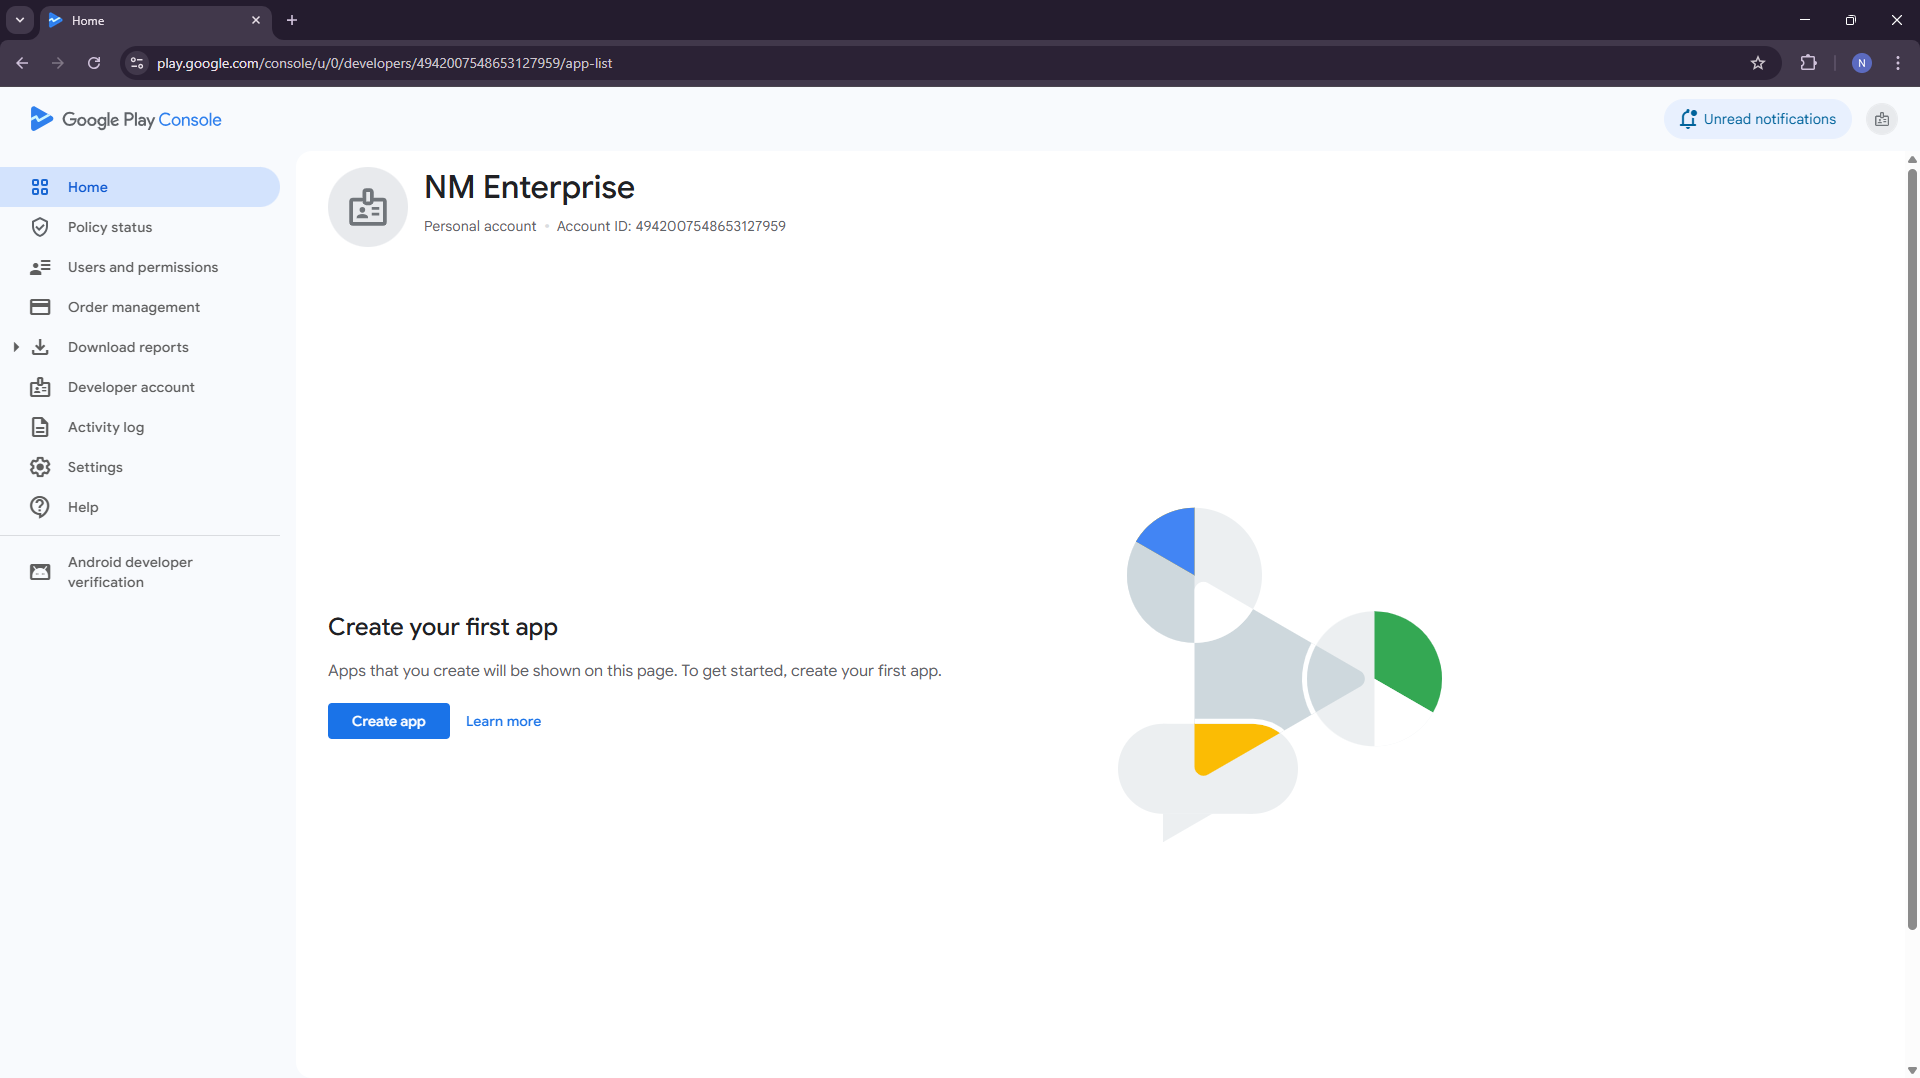 Home
play.google.com/console/u/0/developers/4942007548653127959/app-list
N
Google Play Console
Unread notifications
Home
Policy status
Users and permissions
Order management
Download reports
Developer account
Activity log
Settings
Help
Android developer
verification
NM Enterprise
Personal account • Account ID: 4942007548653127959
Create your first app
Apps that you create will be shown on this page. To get started, create your first app.
Create app
Learn more